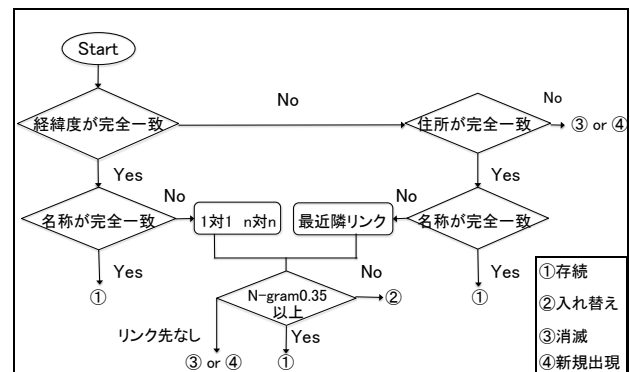 Start
No
No
経緯度が完全一致
住所が完全一致
③ or ④
Yes
Yes
No
No
名称が完全一致
1対1 n対n
最近隣リンク
名称が完全一致
Yes
No
Yes
①
N-gram0.35
以上
②
①
リンク先なし
Yes
③ or ④
①
①存続
②入れ替え
③消滅
④新規出現